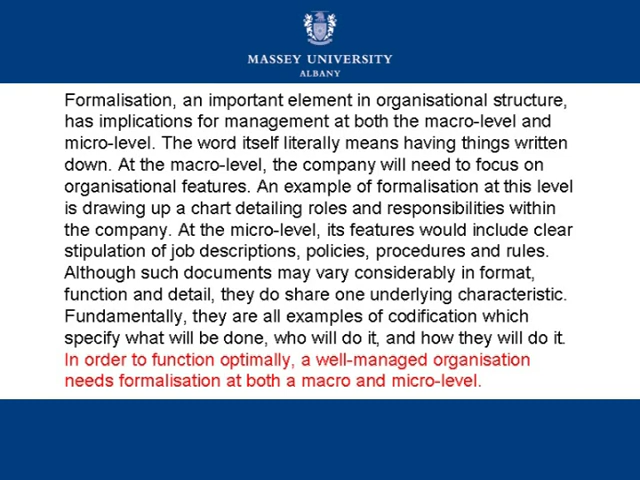 MASSEY UNIVERSITY
ALBANY
Formalisation, an important element in organisational structure,
has implications for management at both the macro-level and
micro-level. The word itself literally means having things written
down. At the macro-level, the company will need to focus on
organisational features. An example of formalisation at this level
is drawing up a chart detailing roles and responsibilities within
the company. At the micro-level, its features would include clear
stipulation of job descriptions, policies, procedures and rules.
Although such documents may vary considerably in format,
function and detail, they do share one underlying characteristic.
Fundamentally, they are all examples of codification which
specify what will be done, who will do it, and how they will do it.
In order to function optimally, a well-managed organisation
needs formalisation at both a macro and micro-level.